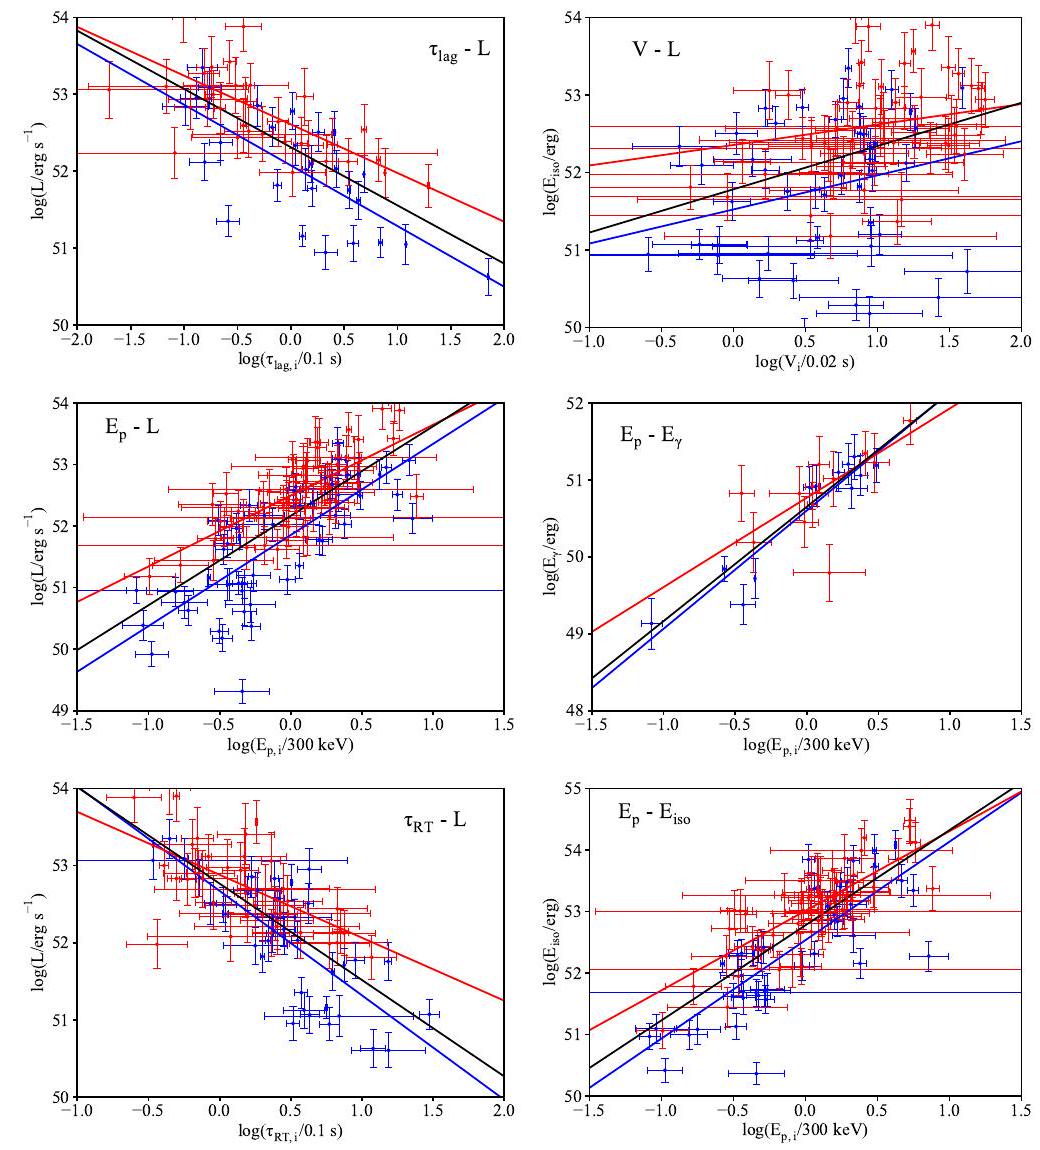 54
53
52
51
50
log(L/erg s⁻¹)
τlag - L
−2.0 −1.5 −1.0 −0.5 0.0 0.5 1.0 1.5 2.0
log(τlag, i/0.1 s)
54
53
52
51
50
log(Eiso/erg)
V - L
−1.0 −0.5 0.0 0.5 1.0 1.5 2.0
log(Vi/0.02 s)
54
53
52
51
50
49
log(L/erg s⁻¹)
Ep - L
−1.5 −1.0 −0.5 0.0 0.5 1.0 1.5
log(Ep, i/300 keV)
52
51
50
49
48
log(Eγ/erg)
Ep - Eγ
−1.5 −1.0 −0.5 0.0 0.5 1.0 1.5
log(Ep, i/300 keV)
54
53
52
51
50
log(L/erg s⁻¹)
τRT - L
−1.0 −0.5 0.0 0.5 1.0 1.5 2.0
log(τRT, i/0.1 s)
55
54
53
52
51
50
log(Eiso/erg)
Ep - Eiso
−1.5 −1.0 −0.5 0.0 0.5 1.0 1.5
log(Ep, i/300 keV)